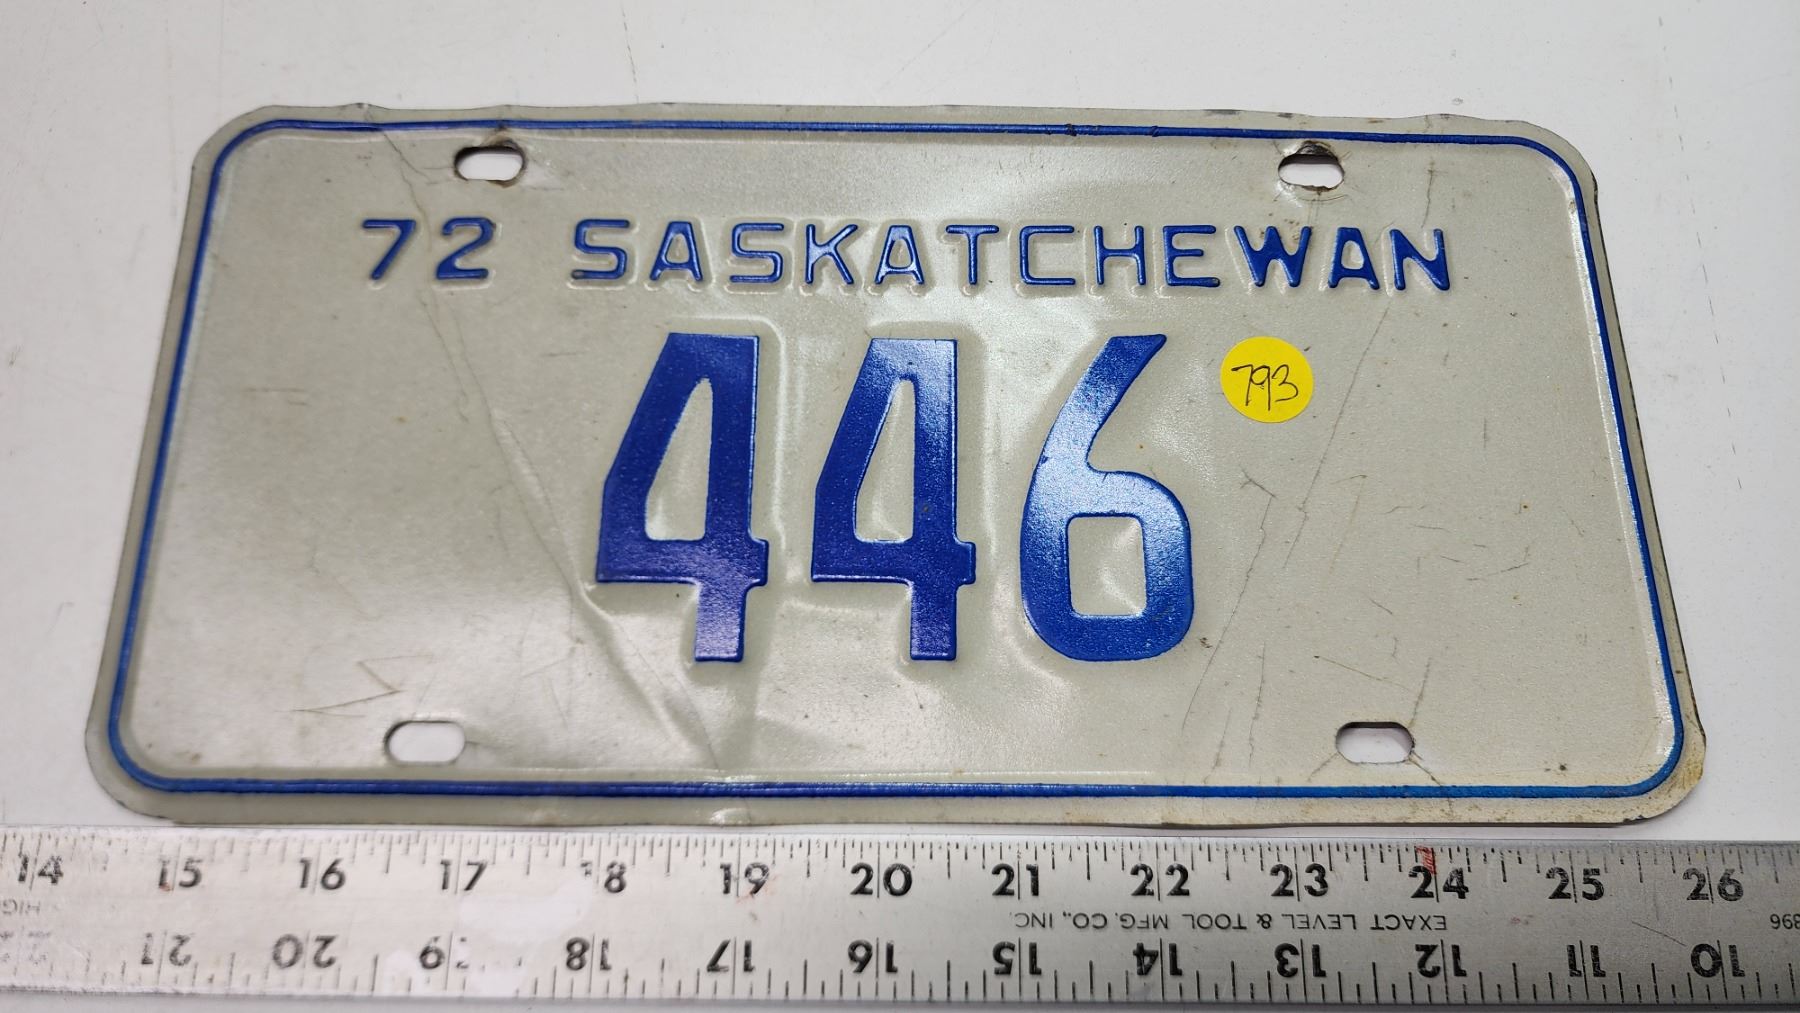 72 SASKATCHEWAN
446
793
14 15 16 17 18 19 20 21 22 23 24 25 26
EXACT LEVEL & TOOL MFG. CO., INC.
21 20 19 18 17 16 15 14 13 12 11 10